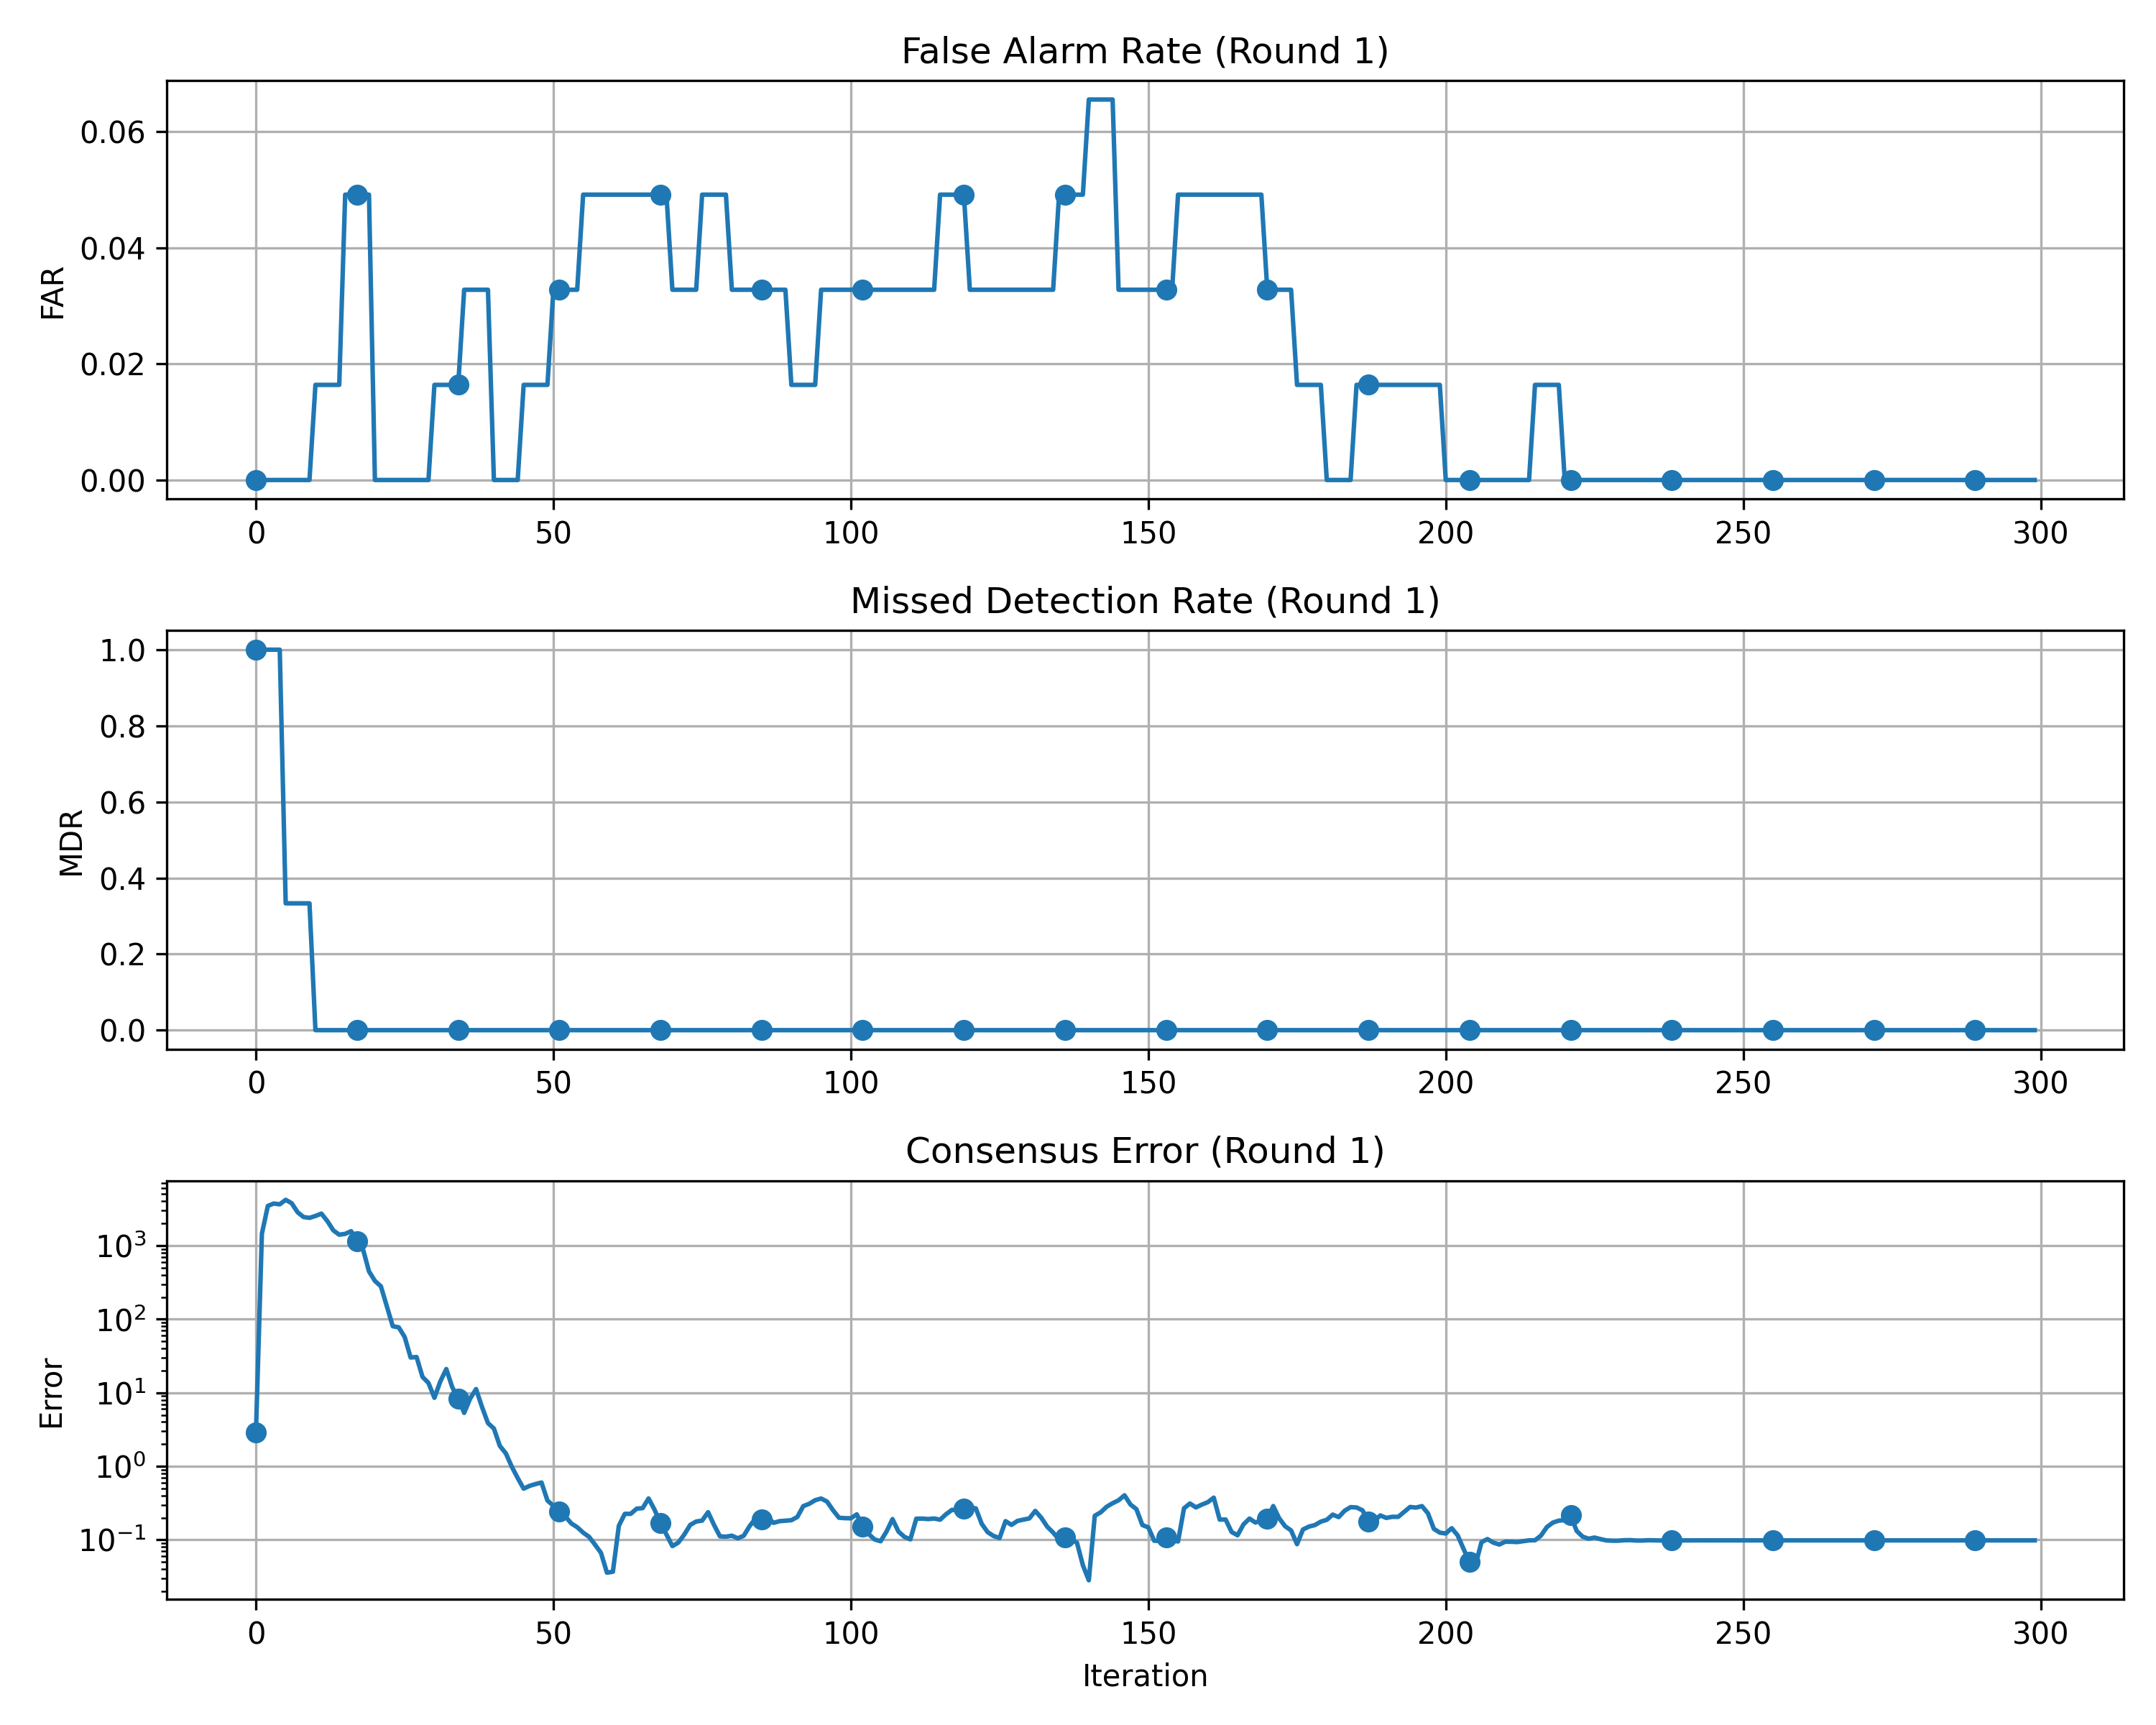 False Alarm Rate (Round 1)
FAR
0.06
0.04
0.02
0.00
0 50 100 150 200 250 300
Missed Detection Rate (Round 1)
MDR
1.0
0.8
0.6
0.4
0.2
0.0
0 50 100 150 200 250 300
Consensus Error (Round 1)
Error
10³
10²
10¹
10⁰
10⁻¹
0 50 100 150 200 250 300
Iteration